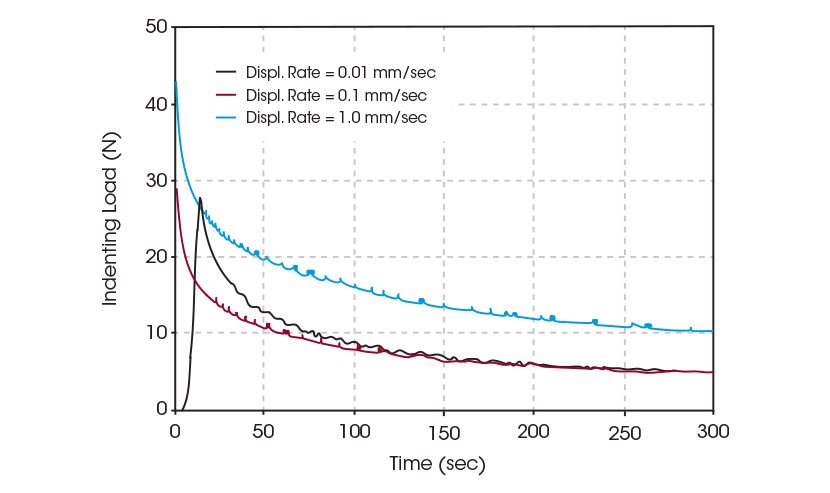 50
40
30
20
10
0
Indenting Load (N)
Displ. Rate = 0.01 mm/sec
Displ. Rate = 0.1 mm/sec
Displ. Rate = 1.0 mm/sec
0 50 100 150 200 250 300
Time (sec)